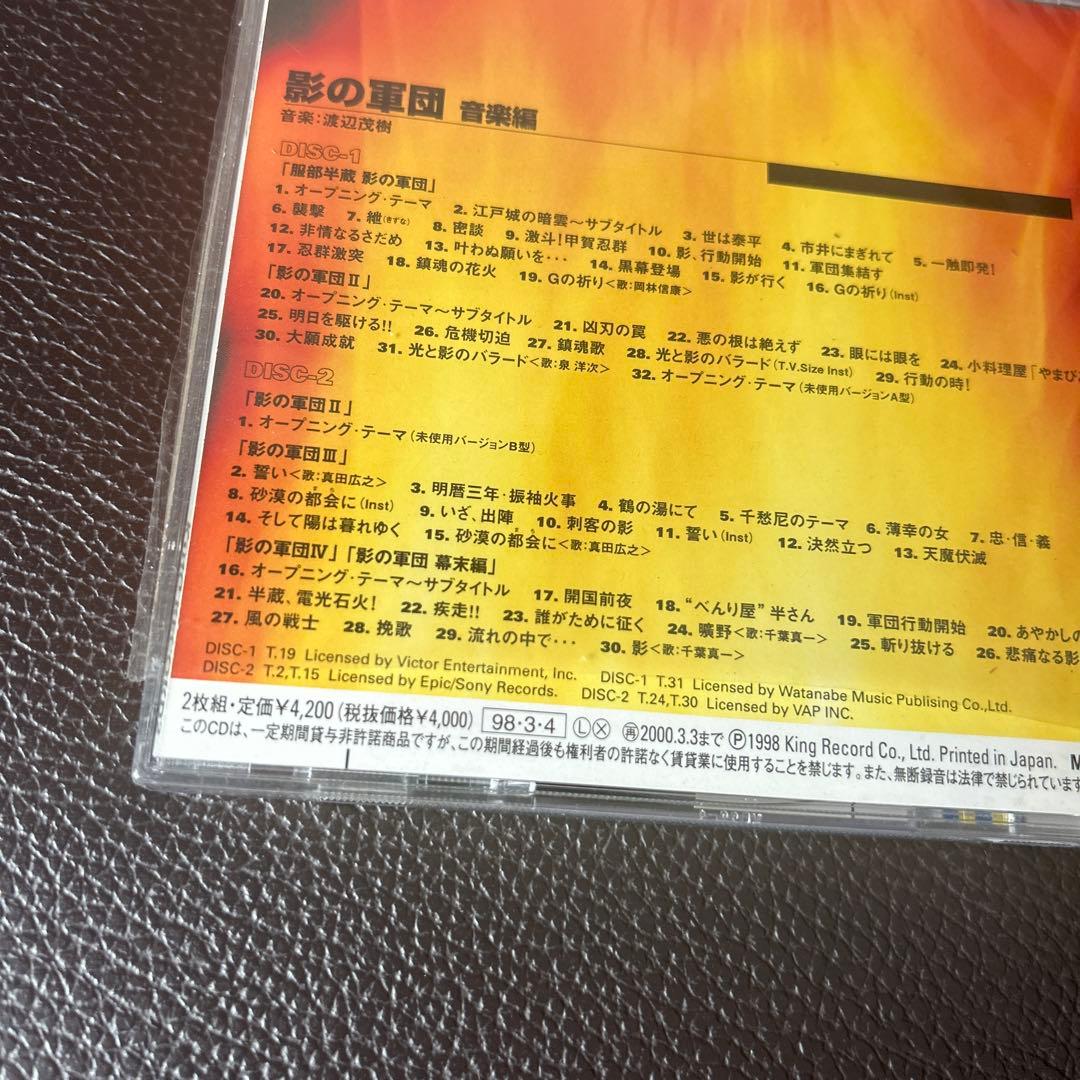 影の軍団 音楽編
音楽:渡辺茂樹
DISC-1
「服部半蔵 影の軍団」
1. オープニング・テーマ 2. 江戸城の暗雲〜サブタイトル 3. 世は泰平 4. 市井にまぎれて 5. 一触即発!
6. 襲撃 7. 紲(きずな) 8. 密談 9. 激斗!甲賀忍群 10. 影、行動開始 11. 軍団集結す
12. 非情なるさだめ 13. 叶わぬ願いを・・・ 14. 黒幕登場 15. 影が行く 16. Gの祈り(Inst)
17. 忍群激突 18. 鎮魂の花火 19. Gの祈り<歌:岡林信康>
「影の軍団Ⅱ」
20. オープニング・テーマ〜サブタイトル 21. 凶刃の罠 22. 悪の根は絶えず 23. 眼には眼を 24. 小料理屋「やまび
25. 明日を駆ける!! 26. 危機切迫 27. 鎮魂歌 28. 光と影のバラード(T.V.Size Inst) 29. 行動の時!
30. 大願成就 31. 光と影のバラード<歌:泉 洋次> 32. オープニング・テーマ(未使用バージョンA型)
DISC-2
「影の軍団Ⅱ」
1. オープニング・テーマ(未使用バージョンB型)
「影の軍団Ⅲ」
2. 誓い<歌:真田広之> 3. 明暦三年・振袖火事 4. 鶴の湯にて 5. 千愁尼のテーマ 6. 薄幸の女 7. 忠・信・義
8. 砂漠の都会に(Inst) 9. いざ、出陣 10. 刺客の影 11. 誓い(Inst) 12. 決然立つ 13. 天魔伏滅
14. そして陽は暮れゆく 15. 砂漠の都会に<歌:真田広之>
「影の軍団Ⅳ」「影の軍団 幕末編」
16. オープニング・テーマ〜サブタイトル 17. 開国前夜 18. “べんり屋”半さん 19. 軍団行動開始 20. あやかしの
21. 半蔵、電光石火! 22. 疾走!! 23. 誰がために征く 24. 曠野<歌:千葉真一> 25. 斬り抜ける 26. 悲痛なる影
27. 風の戦士 28. 挽歌 29. 流れの中で・・・ 30. 影<歌:千葉真一>
DISC-1 T.19 Licensed by Victor Entertainment, Inc. DISC-1 T.31 Licensed by Watanabe Music Publising Co.,Ltd.
DISC-2 T.2,T.15 Licensed by Epic/Sony Records. DISC-2 T.24,T.30 Licensed by VAP INC.
2枚組・定価¥4,200(税抜価格¥4,000) 98・3・4 Ⓛ Ⓧ 再2000.3.3まで Ⓟ1998 King Record Co., Ltd. Printed in Japan.
このCDは、一定期間貸与非許諾商品ですが、この期間経過後も権利者の許諾なく賃貸業に使用することを禁じます。また、無断録音は法律で禁じられています